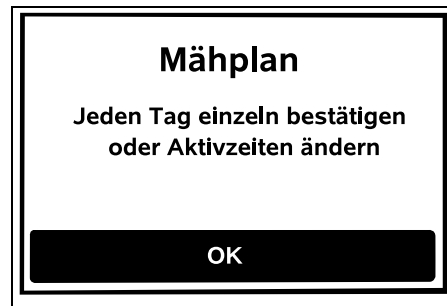 Mähplan
Jeden Tag einzeln bestätigen
oder Aktivzeiten ändern
OK